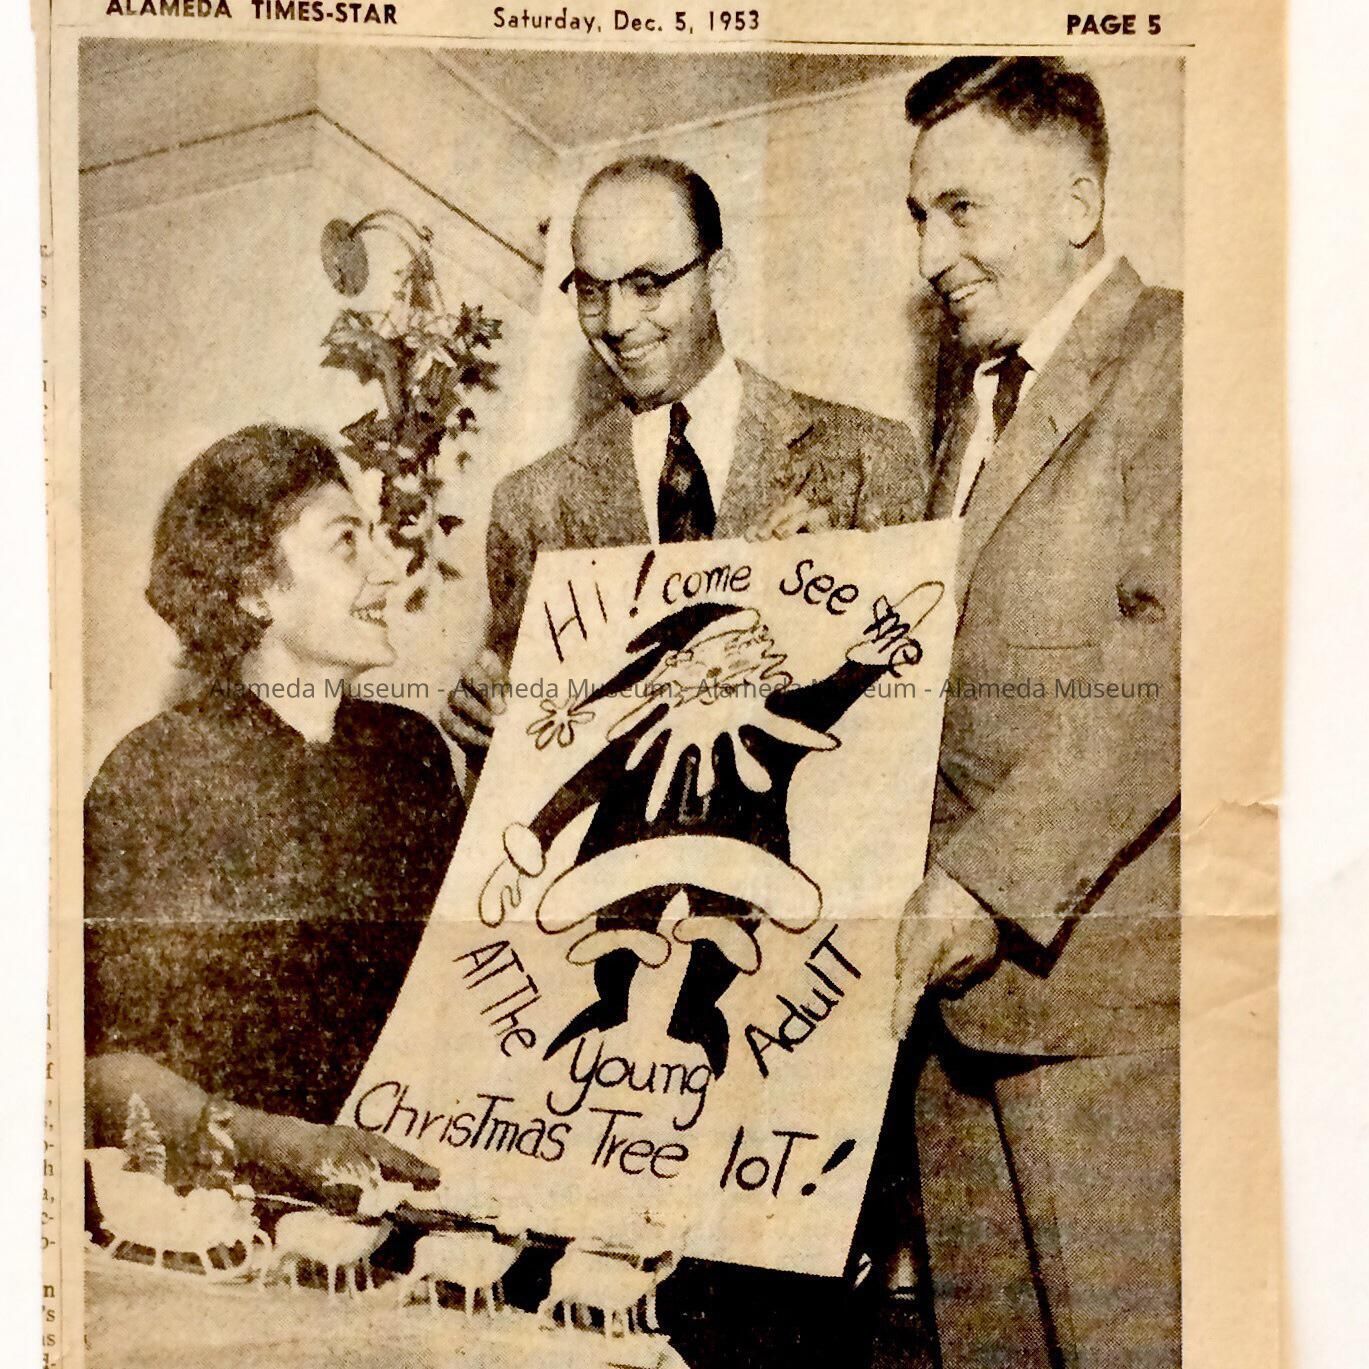 ALAMEDA TIMES-STAR
Saturday, Dec. 5, 1953
PAGE 5
Hi! come see me
Alameda Museum - Alameda Museum - Alameda Museum - Alameda Museum
AT The young Adult
Christmas Tree loT!